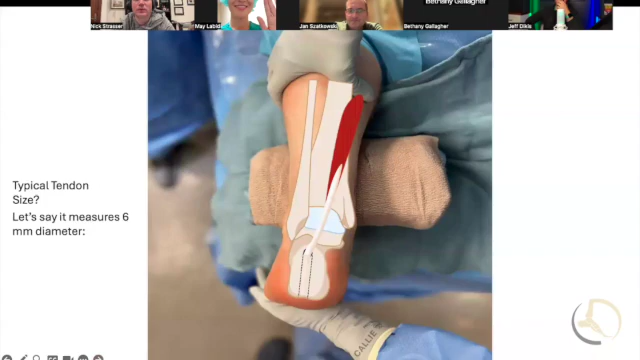 Bethany Gallagher
Nick Strasser
May Labidi
Jan Szatkowski
Bethany Gallagher
Jeff Dikis
Typical Tendon
Size?
Let's say it measures 6
mm diameter:
CALLIE